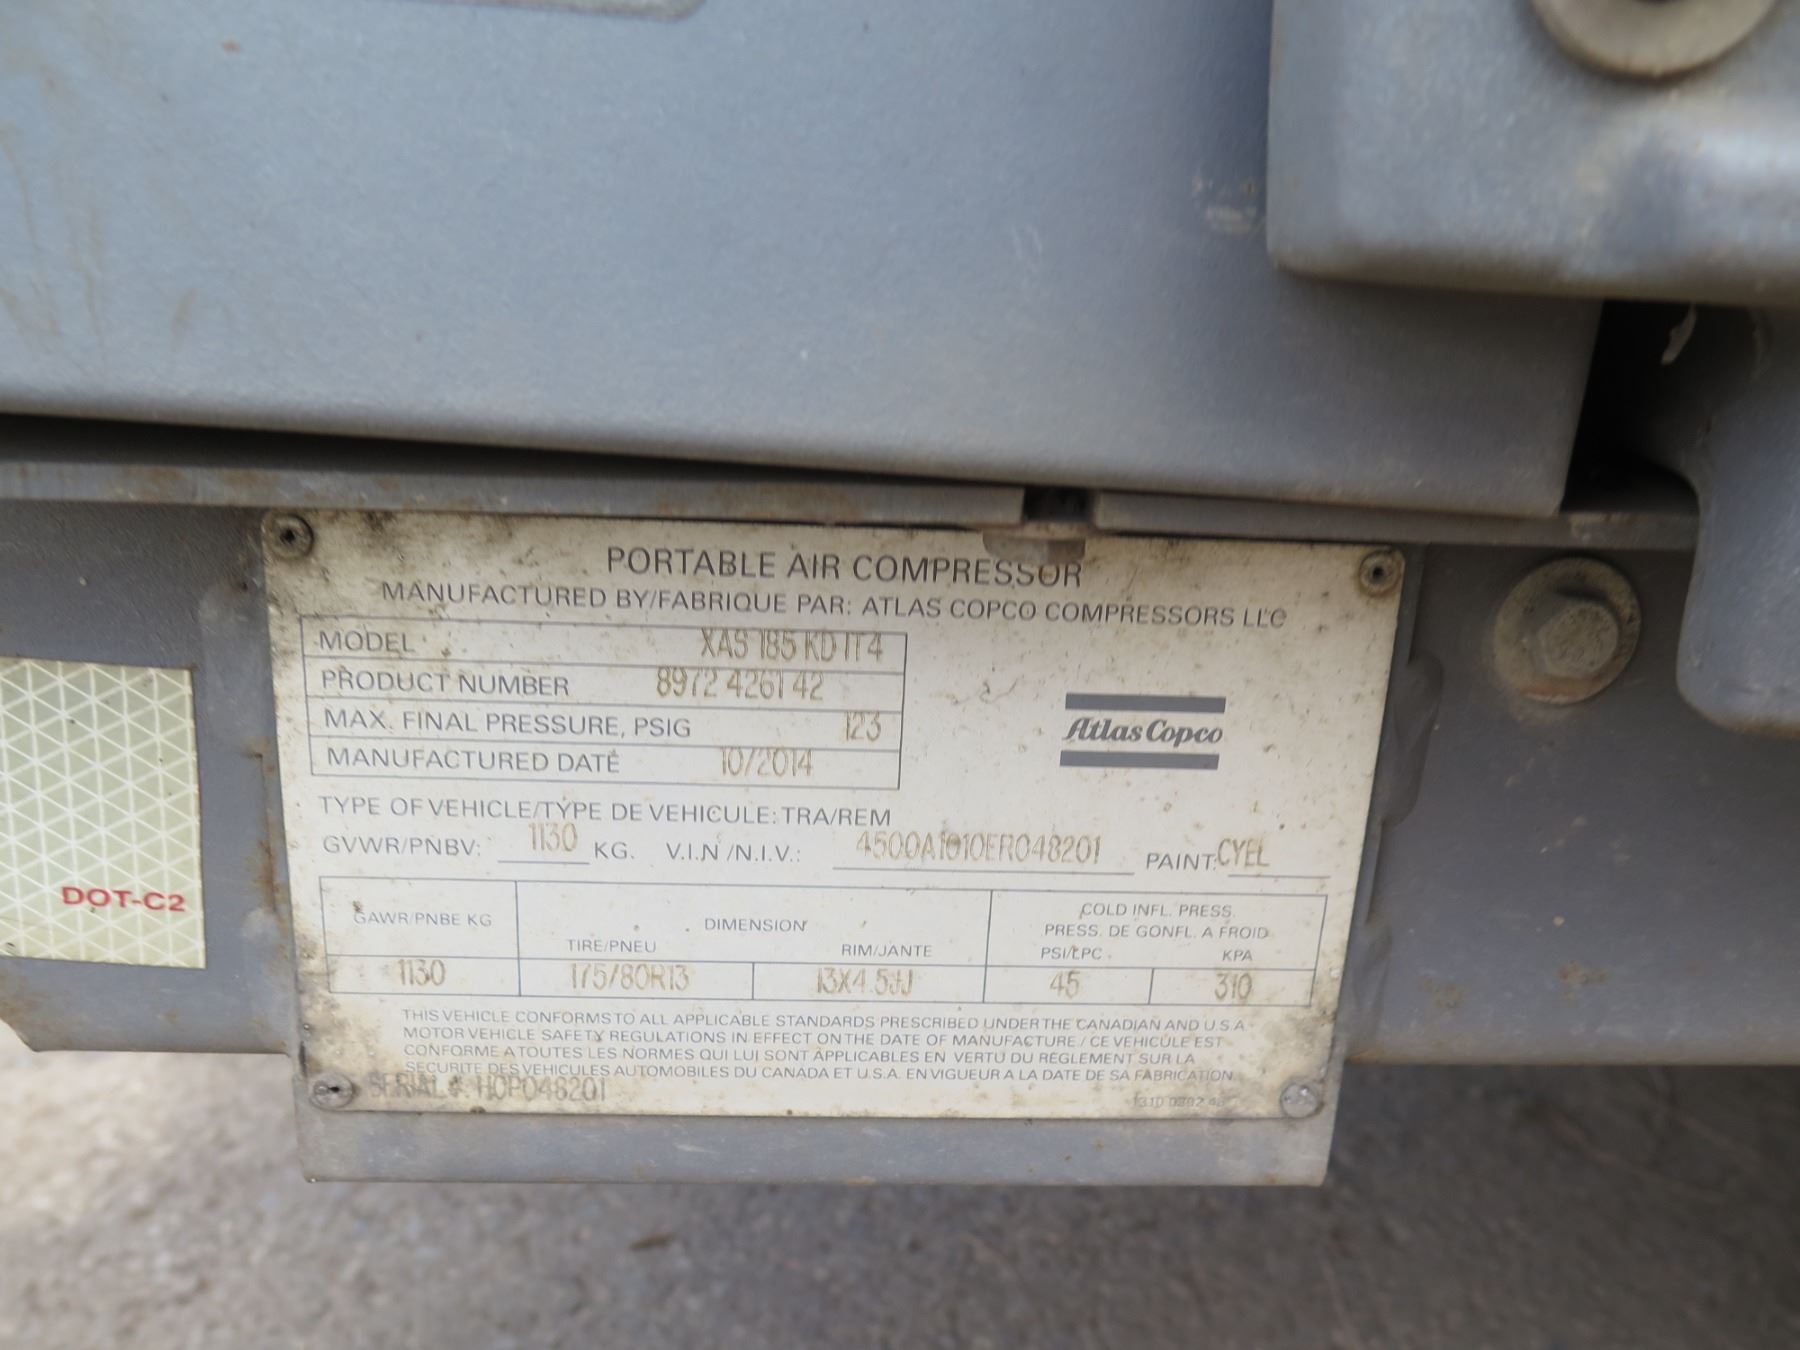 PORTABLE AIR COMPRESSOR
MANUFACTURED BY/FABRIQUE PAR: ATLAS COPCO COMPRESSORS LLC
MODEL XAS 185 KD IT4
PRODUCT NUMBER 8972 4261 42
MAX. FINAL PRESSURE, PSIG 123
MANUFACTURED DATE 10/2014
Atlas Copco
TYPE OF VEHICLE/TYPE DE VEHICULE: TRA/REM
GVWR/PNBV: 1130 KG. V.I.N./N.I.V.: 4500A1010ER048201 PAINT: CYEL
GAWR/PNBE KG DIMENSION COLD INFL. PRESS.
PRESS. DE GONFL. A FROID
TIRE/PNEU RIM/JANTE PSI/LPC KPA
1130 175/80R13 13X4.5JJ 45 310
THIS VEHICLE CONFORMS TO ALL APPLICABLE STANDARDS PRESCRIBED UNDER THE CANADIAN AND U.S.A.
MOTOR VEHICLE SAFETY REGULATIONS IN EFFECT ON THE DATE OF MANUFACTURE / CE VEHICULE EST
CONFORME A TOUTES LES NORMES QUI LUI SONT APPLICABLES EN VERTU DU REGLEMENT SUR LA
SECURITE DES VEHICULES AUTOMOBILES DU CANADA ET U.S.A. EN VIGUEUR A LA DATE DE SA FABRICATION.
SERIAL #: HOP048201
DOT-C2